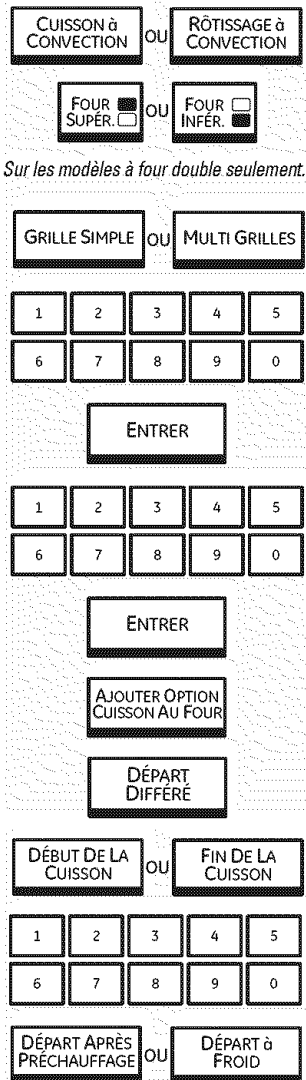 CUISSON à CONVECTION OU RÔTISSAGE à CONVECTION
FOUR SUPÉR. OU FOUR INFÉR.
Sur les modèles à four double seulement.
GRILLE SIMPLE OU MULTI GRILLES
1 2 3 4 5
6 7 8 9 0
ENTRER
1 2 3 4 5
6 7 8 9 0
ENTRER
AJOUTER OPTION
CUISSON AU FOUR
DÉPART
DIFFÉRÉ
DÉBUT DE LA CUISSON OU FIN DE LA CUISSON
1 2 3 4 5
6 7 8 9 0
DÉPART APRÈS PRÉCHAUFFAGE OU DÉPART à FROID